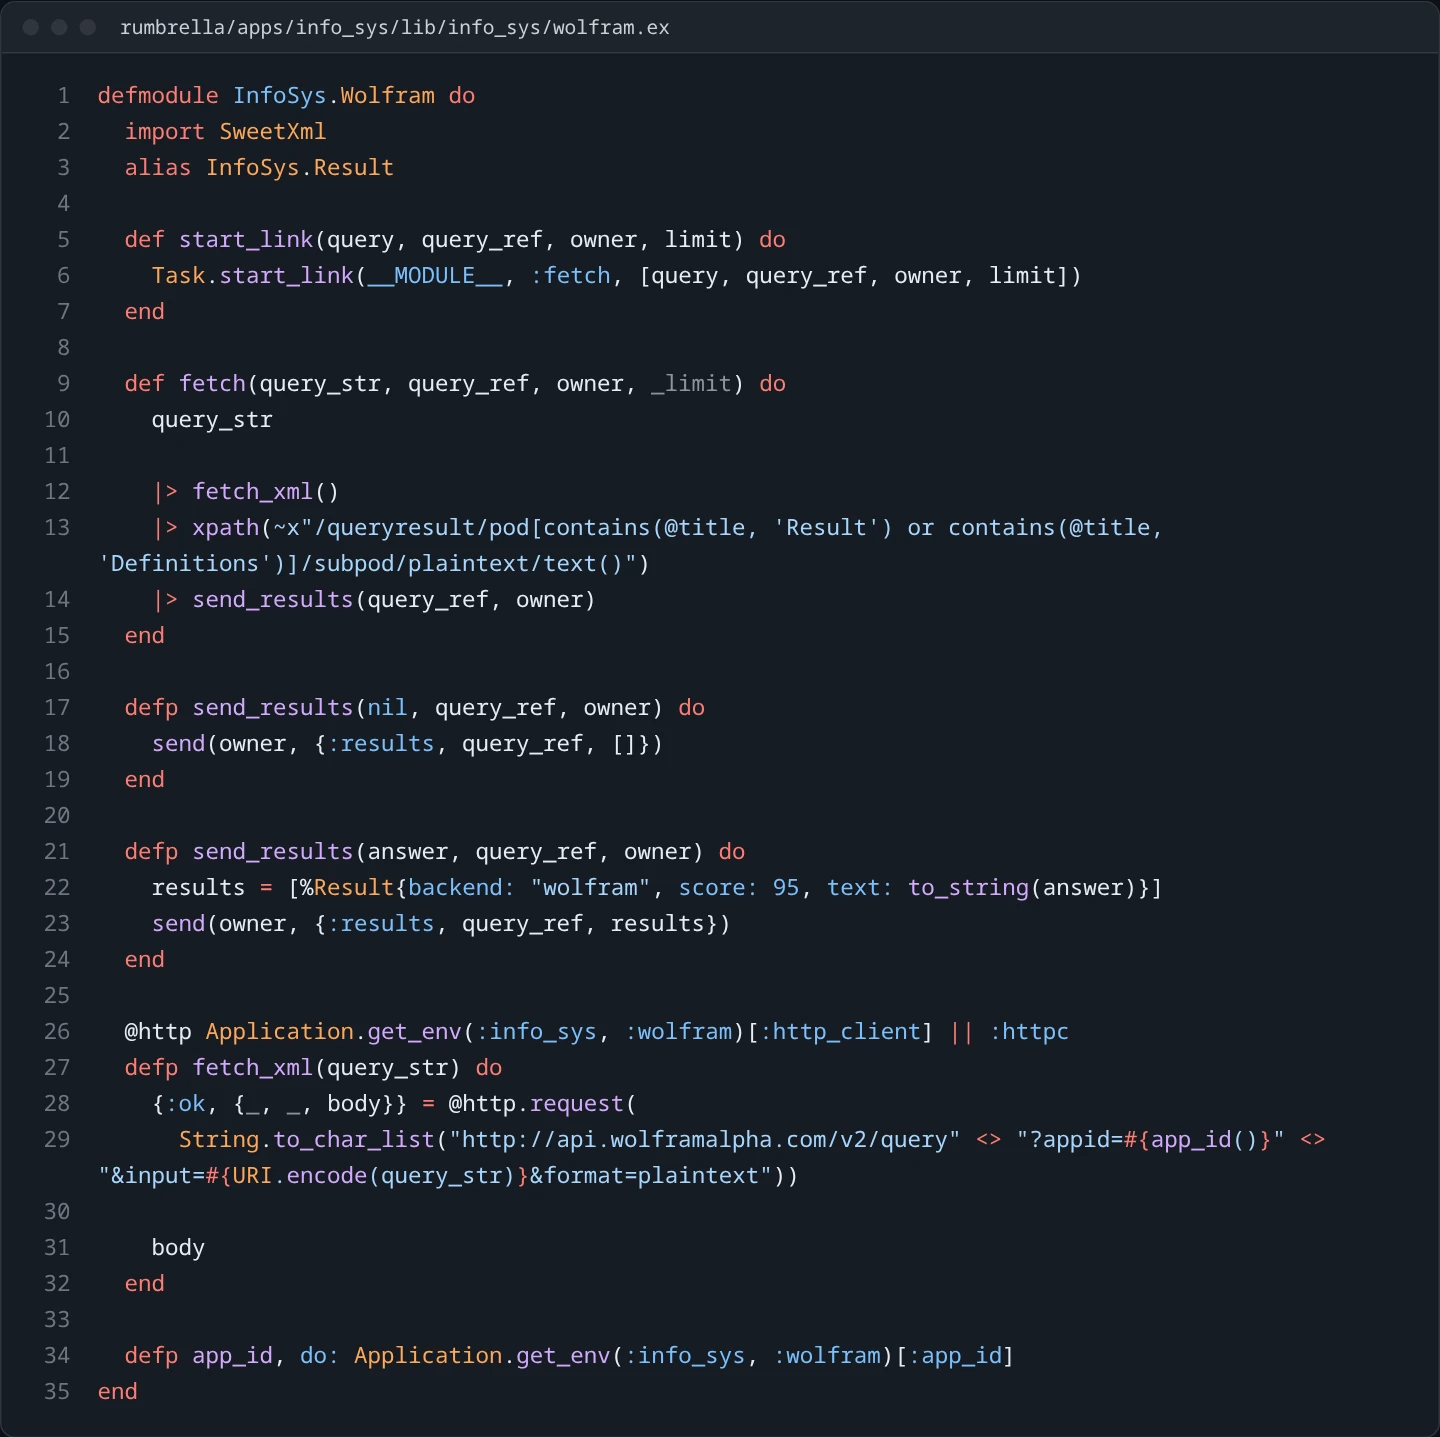 rumbrella/apps/info_sys/lib/info_sys/wolfram.ex
1 defmodule InfoSys.Wolfram do
2   import SweetXml
3   alias InfoSys.Result
4
5   def start_link(query, query_ref, owner, limit) do
6     Task.start_link(__MODULE__, :fetch, [query, query_ref, owner, limit])
7   end
8
9   def fetch(query_str, query_ref, owner, _limit) do
10     query_str
11
12     |> fetch_xml()
13     |> xpath(~x"/queryresult/pod[contains(@title, 'Result') or contains(@title,
'Definitions')]/subpod/plaintext/text()")
14     |> send_results(query_ref, owner)
15   end
16
17   defp send_results(nil, query_ref, owner) do
18     send(owner, {:results, query_ref, []})
19   end
20
21   defp send_results(answer, query_ref, owner) do
22     results = [%Result{backend: "wolfram", score: 95, text: to_string(answer)}]
23     send(owner, {:results, query_ref, results})
24   end
25
26   @http Application.get_env(:info_sys, :wolfram)[:http_client] || :httpc
27   defp fetch_xml(query_str) do
28     {:ok, {_, _, body}} = @http.request(
29       String.to_char_list("http://api.wolframalpha.com/v2/query" <> "?appid=#{app_id()}" <>
"&input=#{URI.encode(query_str)}&format=plaintext"))
30
31     body
32   end
33
34   defp app_id, do: Application.get_env(:info_sys, :wolfram)[:app_id]
35 end